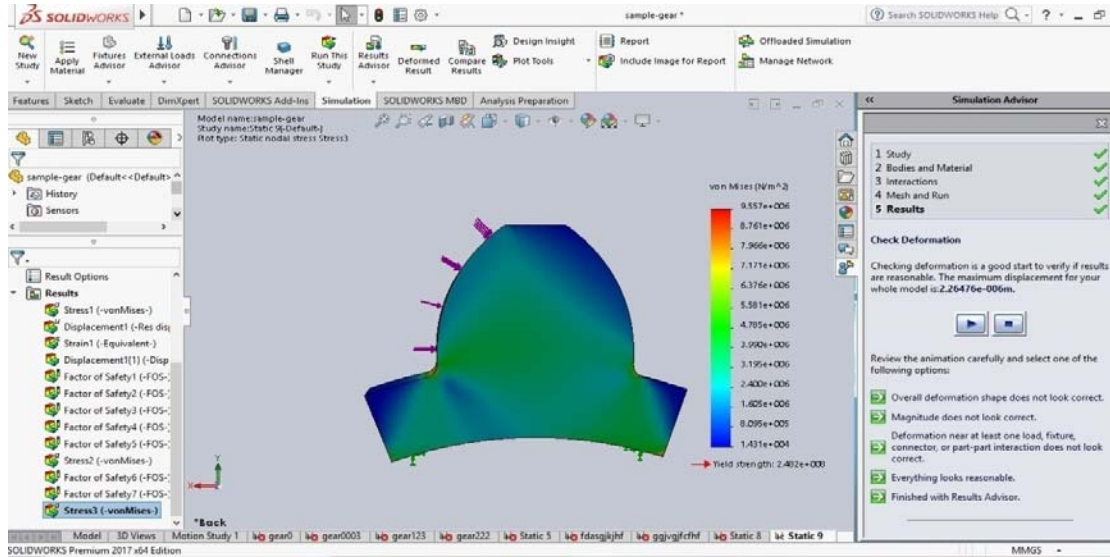 SOLIDWORKS
sample-gear *
Search SOLIDWORKS Help
New Study
Apply Material
Fixtures Advisor
External Loads Advisor
Connections Advisor
Shell Manager
Run This Study
Results Advisor
Deformed Result
Compare Results
Design Insight
Plot Tools
Report
Include Image for Report
Offloaded Simulation
Manage Network
Features Sketch Evaluate DimXpert SOLIDWORKS Add-Ins Simulation SOLIDWORKS MBD Analysis Preparation
Simulation Advisor
Model name:sample-gear
Study name:Static 9(-Default-)
Plot type: Static nodal stress Stress3
sample-gear (Default<<Default>
History
Sensors
Result Options
Results
Stress1 (-vonMises-)
Displacement1 (-Res disp
Strain1 (-Equivalent-)
Displacement1{1} (-Disp
Factor of Safety1 (-FOS-
Factor of Safety2 (-FOS-
Factor of Safety3 (-FOS-
Factor of Safety4 (-FOS-
Factor of Safety5 (-FOS-
Stress2 (-vonMises-)
Factor of Safety6 (-FOS-
Factor of Safety7 (-FOS-
Stress3 (-vonMises-)
von Mises (N/m^2)
9.557e+006
8.761e+006
7.966e+006
7.171e+006
6.376e+006
5.581e+006
4.785e+006
3.990e+006
3.195e+006
2.400e+006
1.605e+006
8.095e+005
1.431e+004
Yield strength: 2.482e+008
Y
X
*Back
1 Study
2 Bodies and Material
3 Interactions
4 Mesh and Run
5 Results
Check Deformation
Checking deformation is a good start to verify if results
are reasonable. The maximum displacement for your
whole model is:2.26476e-006m.
Review the animation carefully and select one of the
following options:
Overall deformation shape does not look correct.
Magnitude does not look correct.
Deformation near at least one load, fixture,
connector, or part-part interaction does not look
correct.
Everything looks reasonable.
Finished with Results Advisor.
Model 3D Views Motion Study 1 gear0 gear0003 gear123 gear222 Static 5 Static 8 Static 9
SOLIDWORKS Premium 2017 x64 Edition
MMGS